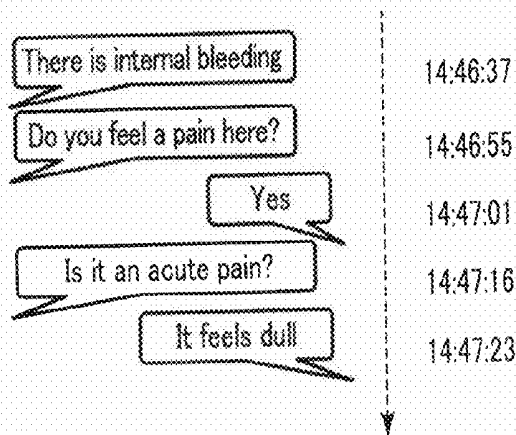 There is internal bleeding 14:46:37
Do you feel a pain here? 14:46:55
Yes 14:47:01
Is it an acute pain? 14:47:16
It feels dull 14:47:23